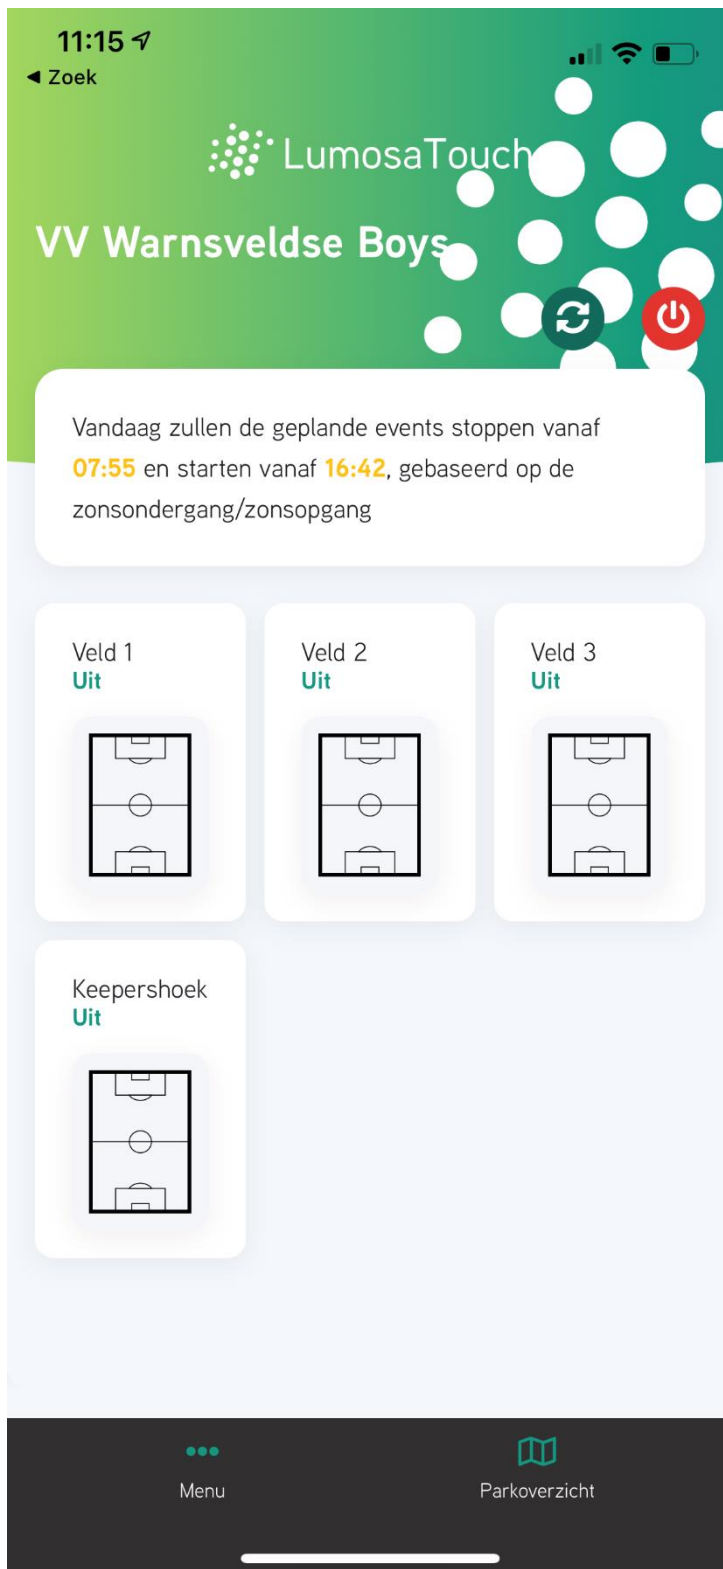 11:15
◀ Zoek
LumosaTouch
VV Warnsveldse Boys
Vandaag zullen de geplande events stoppen vanaf
07:55 en starten vanaf 16:42, gebaseerd op de
zonsondergang/zonsopgang
Veld 1
Uit
Veld 2
Uit
Veld 3
Uit
Keepershoek
Uit
Menu
Parkoverzicht